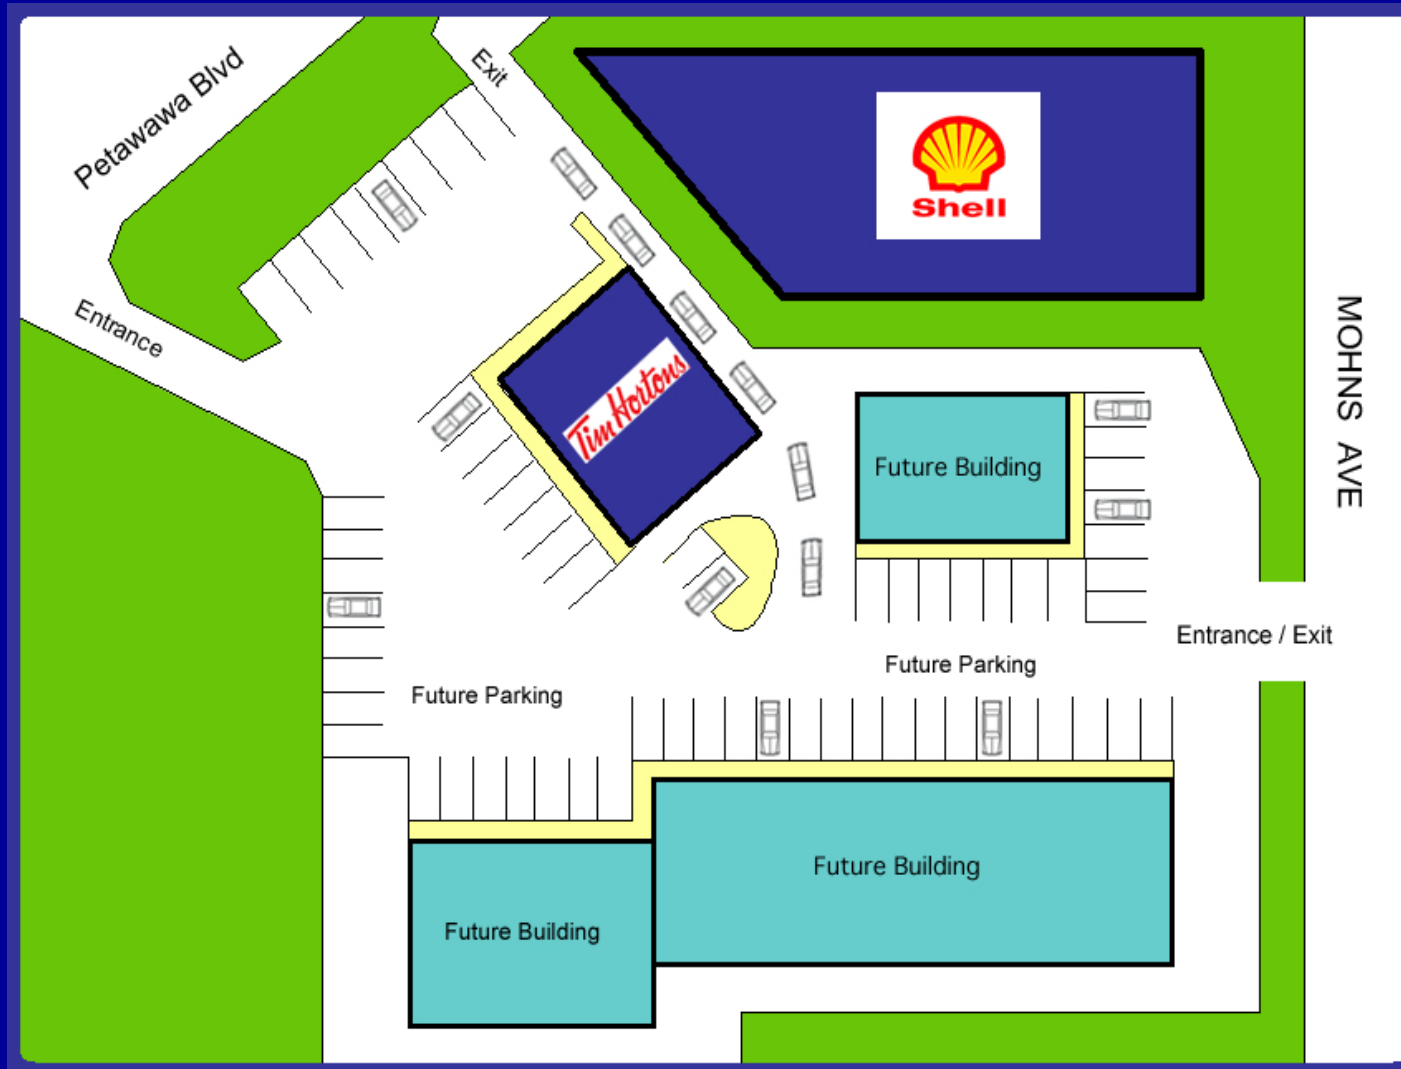 Petawawa Blvd
Exit
Shell
Entrance
MOHNS AVE
Tim Hortons
Future Building
Entrance / Exit
Future Parking
Future Parking
Future Building
Future Building